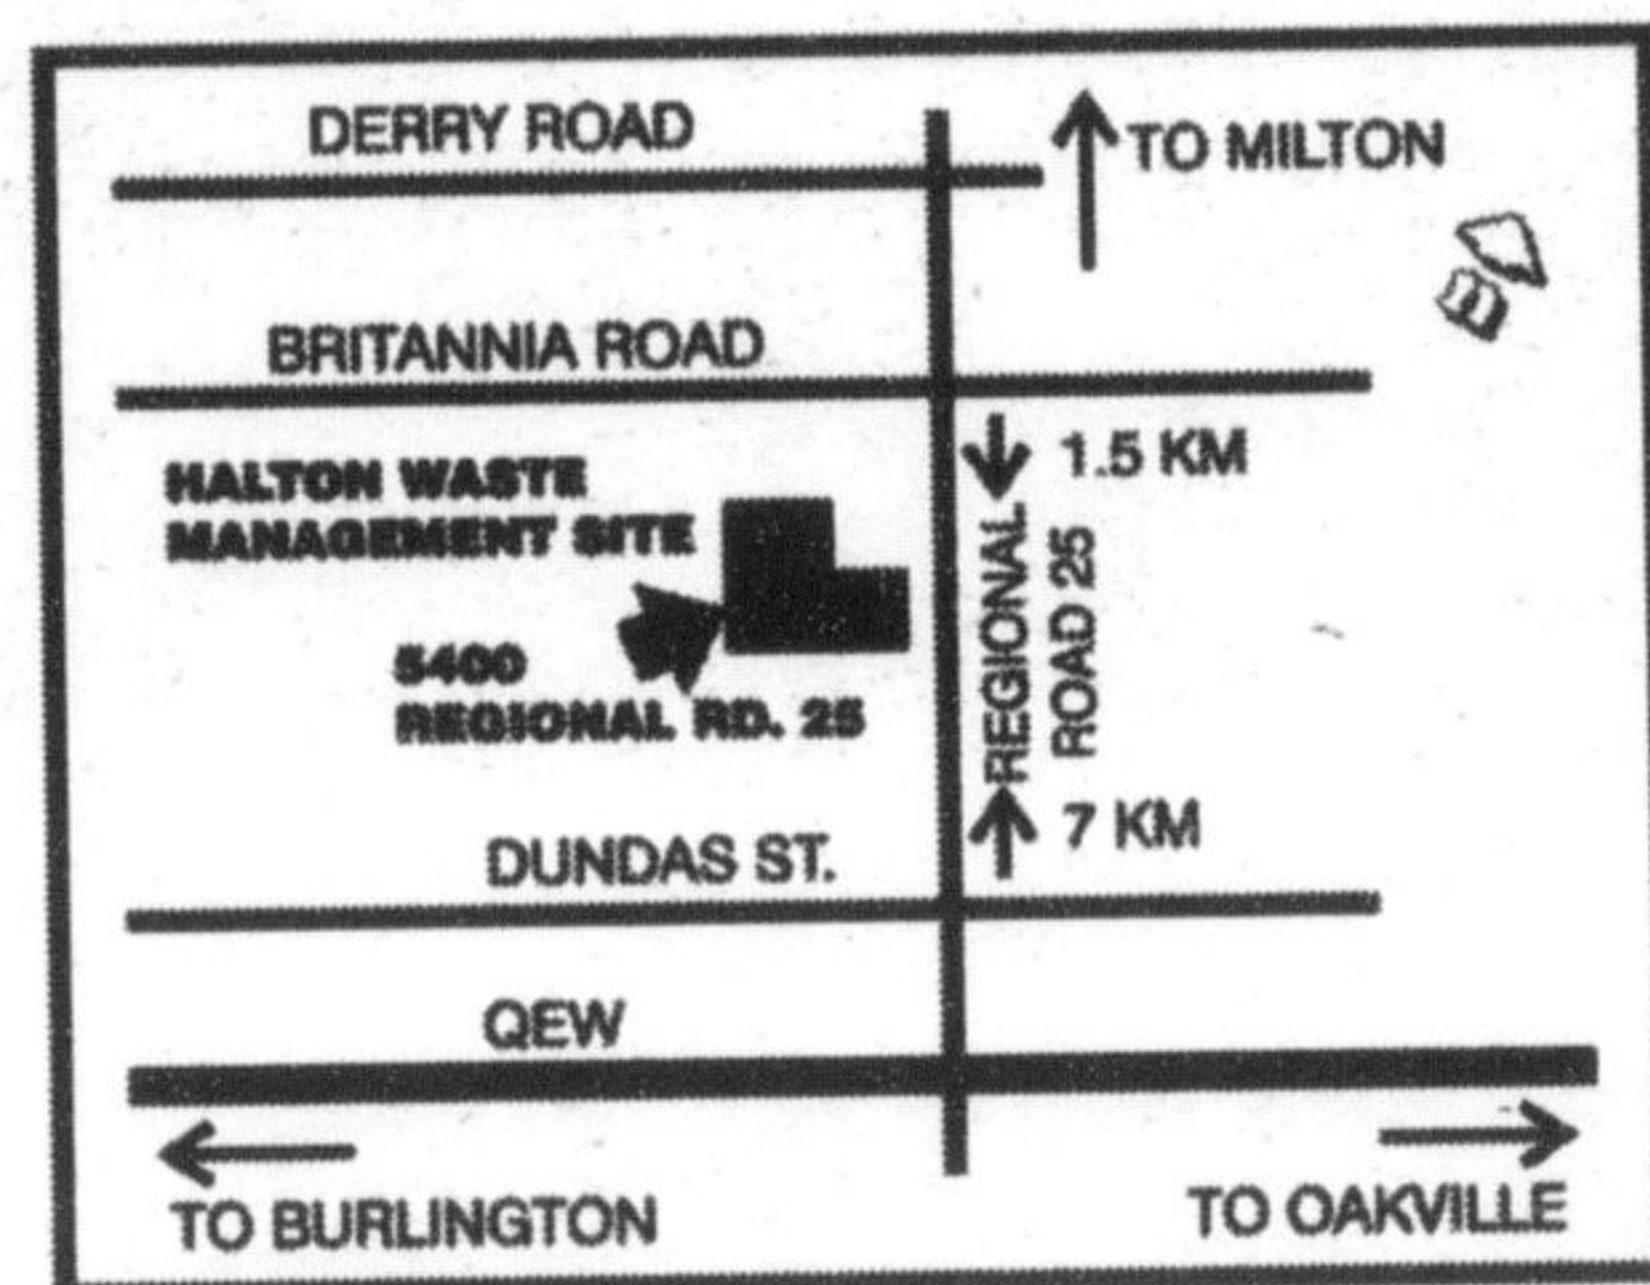 DERRY ROAD
TO MILTON
BRITANNIA ROAD
HALTON WASTE
MANAGEMENT SITE
1.5 KM
REGIONAL
ROAD 25
5400
REGIONAL RD. 25
7 KM
DUNDAS ST.
QEW
TO BURLINGTON
TO OAKVILLE